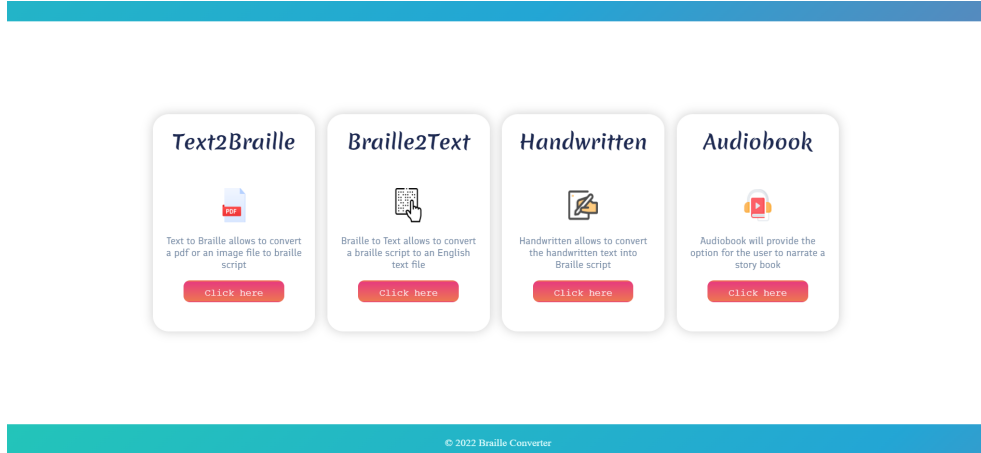 Text2Braille
PDF
Text to Braille allows to convert
a pdf or an image file to braille
script
Click here
Braille2Text
Braille to Text allows to convert
a braille script to an English
text file
Click here
Handwritten
Handwritten allows to convert
the handwritten text into
Braille script
Click here
Audiobook
Audiobook will provide the
option for the user to narrate a
story book
Click here
© 2022 Braille Converter